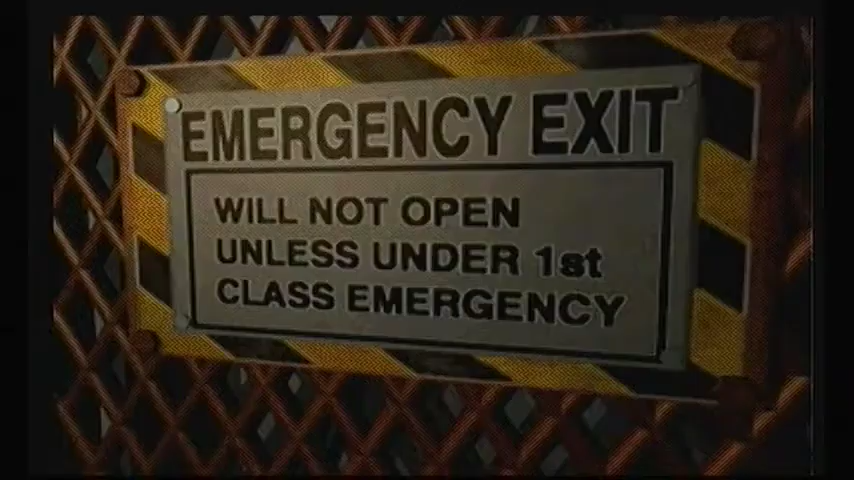 EMERGENCY EXIT
WILL NOT OPEN
UNLESS UNDER 1st
CLASS EMERGENCY